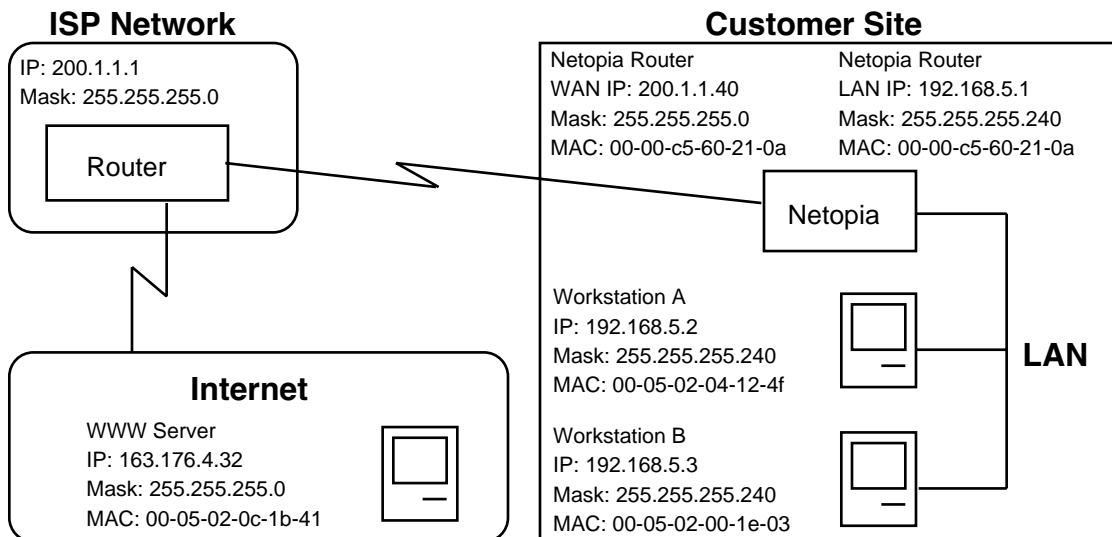 ISP Network
IP: 200.1.1.1
Mask: 255.255.255.0
Router
Customer Site
Netopia Router
WAN IP: 200.1.1.40
Mask: 255.255.255.0
MAC: 00-00-c5-60-21-0a
Netopia Router
LAN IP: 192.168.5.1
Mask: 255.255.255.240
MAC: 00-00-c5-60-21-0a
Netopia
Workstation A
IP: 192.168.5.2
Mask: 255.255.255.240
MAC: 00-05-02-04-12-4f
LAN
Workstation B
IP: 192.168.5.3
Mask: 255.255.255.240
MAC: 00-05-02-00-1e-03
Internet
WWW Server
IP: 163.176.4.32
Mask: 255.255.255.0
MAC: 00-05-02-0c-1b-41